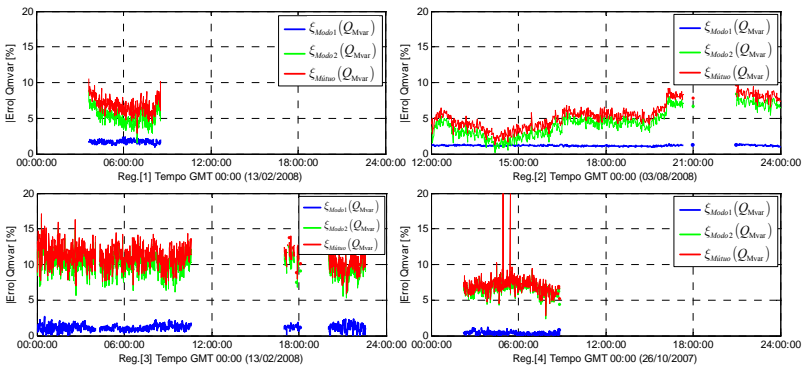 20
15
10
5
0
|Erro| Qmvar [%]
ξModo1(QMvar)
ξModo2(QMvar)
ξMútuo(QMvar)
00:00:00 06:00:00 12:00:00 18:00:00 24:00:00
Reg.[1] Tempo GMT 00:00 (13/02/2008)
20
15
10
5
0
|Erro| Qmvar [%]
ξModo1(QMvar)
ξModo2(QMvar)
ξMútuo(QMvar)
12:00:00 15:00:00 18:00:00 21:00:00 24:00:00
Reg.[2] Tempo GMT 00:00 (03/08/2008)
20
15
10
5
0
|Erro| Qmvar [%]
ξModo1(QMvar)
ξModo2(QMvar)
ξMútuo(QMvar)
00:00:00 06:00:00 12:00:00 18:00:00 24:00:00
Reg.[3] Tempo GMT 00:00 (13/02/2008)
20
15
10
5
0
|Erro| Qmvar [%]
ξModo1(QMvar)
ξModo2(QMvar)
ξMútuo(QMvar)
00:00:00 06:00:00 12:00:00 18:00:00 24:00:00
Reg.[4] Tempo GMT 00:00 (26/10/2007)